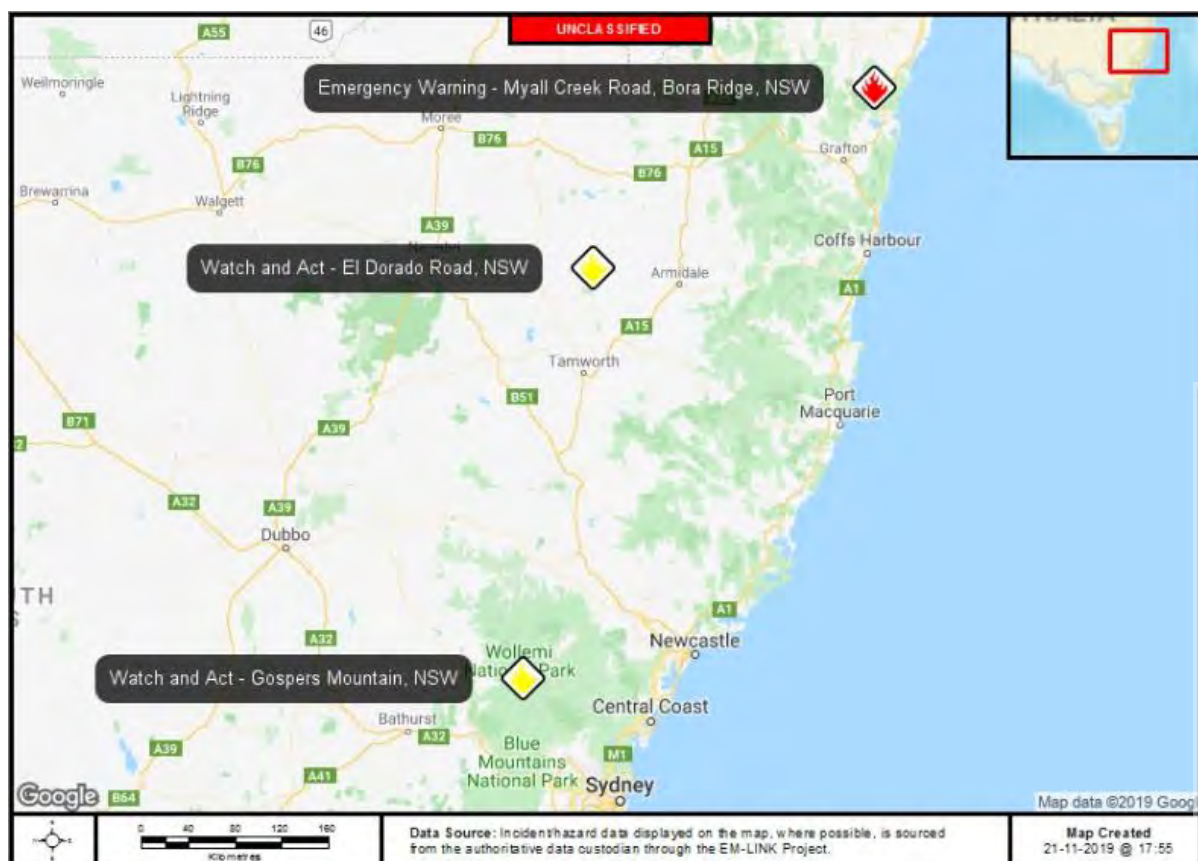 UNCLASSIFIED
A55
46
Weilmoringle
Lightning
Ridge
Emergency Warning - Myall Creek Road, Bora Ridge, NSW
Moree
B76
A15
Grafton
B76
B76
Brewarrina
Walgett
A39
Coffs Harbour
Watch and Act - El Dorado Road, NSW
Armidale
A1
A15
Tamworth
B51
Port
Macquarie
B71
A39
A32
A39
Dubbo
UTH
A1
A32
Newcastle
Wollemi
National Park
Watch and Act - Gospers Mountain, NSW
Central Coast
Bathurst
A32
A39
Blue
Mountains
National Park
M1
A41
Sydney
Google
B64
Map data ©2019 Googl
0 40 80 120 160
Kilometres
Data Source: Incident/hazard data displayed on the map, where possible, is sourced
from the authoritative data custodian through the EM-LINK Project.
Map Created
21-11-2019 @ 17:55